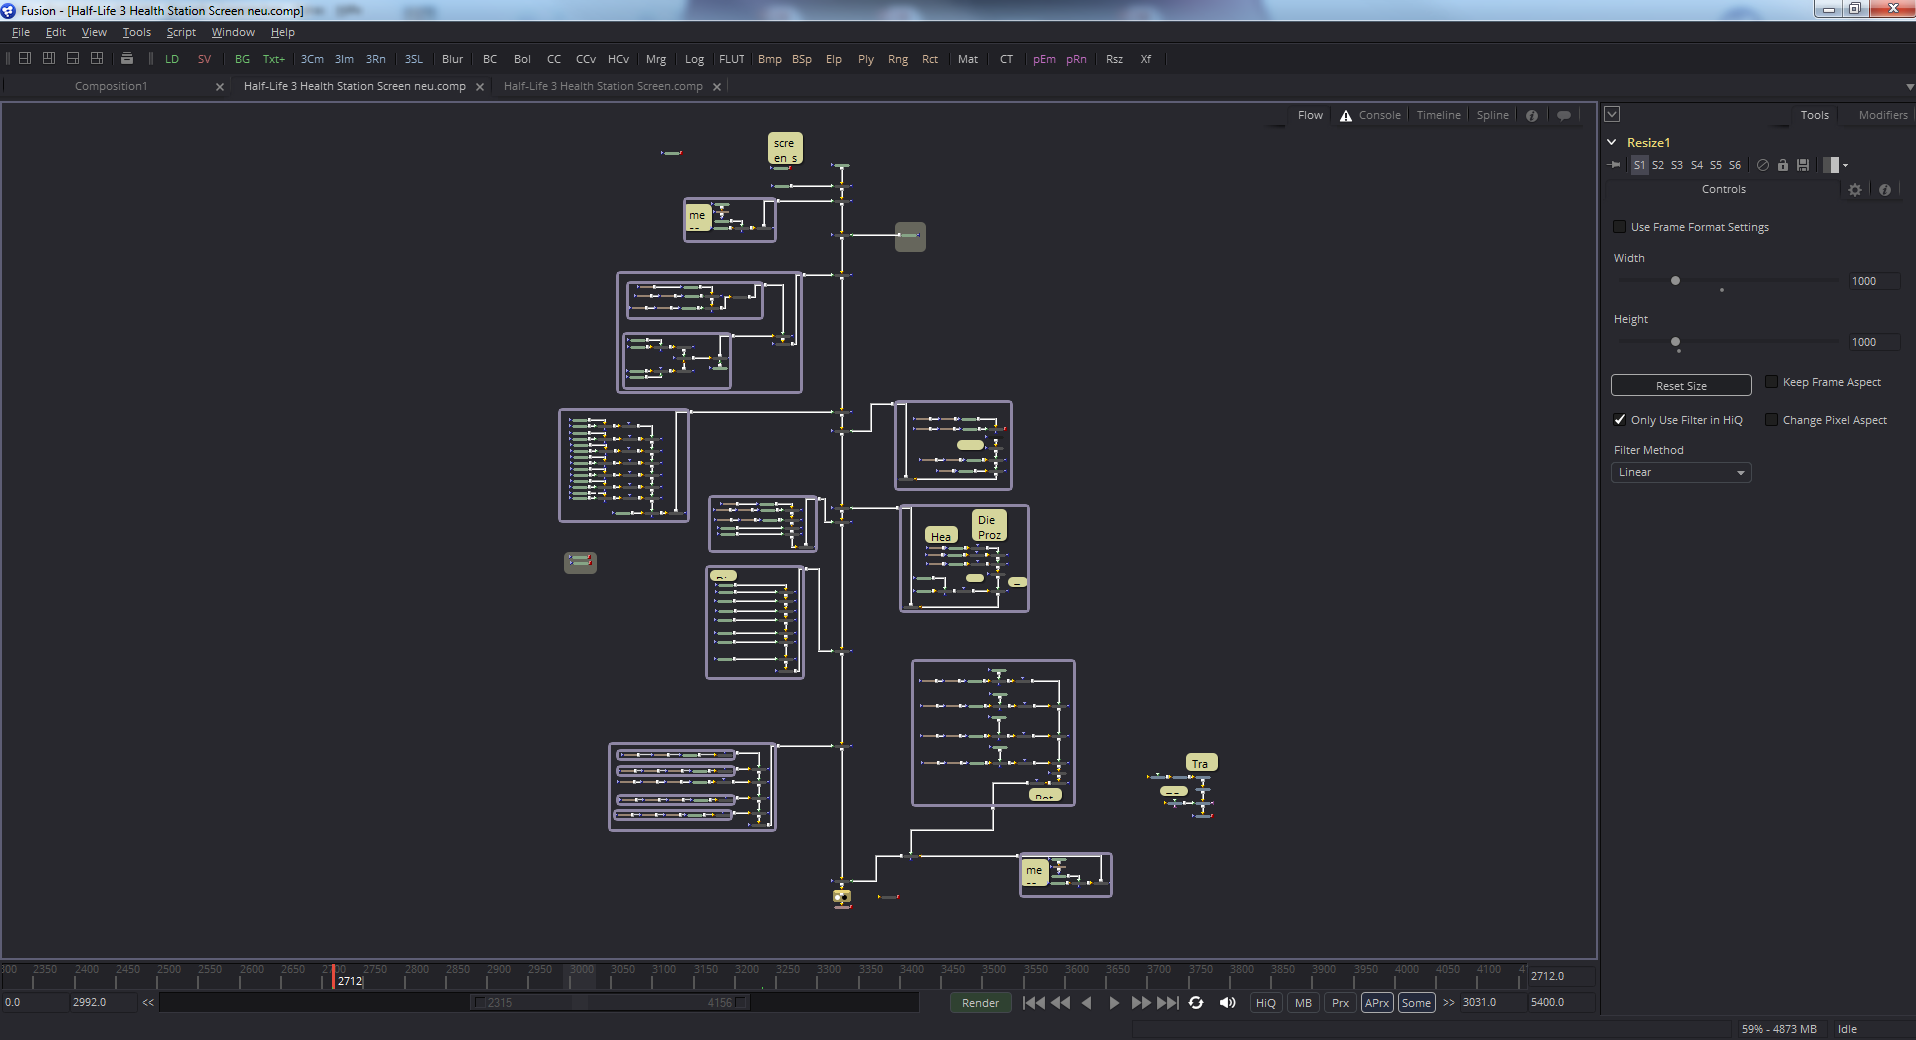 Fusion - [Half-Life 3 Health Station Screen neu.comp]
File Edit View Tools Script Window Help
LD SV BG Txt+ 3Cm 3Im 3Rn 3SL Blur BC Bol CC CCv HCv Mrg Log FLUT Bmp BSp Elp Ply Rng Rct Mat CT pEm pRn Rsz Xf
Composition1 Half-Life 3 Health Station Screen neu.comp Half-Life 3 Health Station Screen.comp
Flow Console Timeline Spline
Tools Modifiers
Resize1
S1 S2 S3 S4 S5 S6
Controls
Use Frame Format Settings
Width
1000
Height
1000
Reset Size Keep Frame Aspect
Only Use Filter in HiQ Change Pixel Aspect
Filter Method
Linear
scre
en_s
me
Hea
Die
Proz
Tra
me
2350 2400 2450 2500 2550 2600 2650 2700 2750 2800 2850 2900 2950 3000 3050 3100 3150 3200 3250 3300 3350 3400 3450 3500 3550 3600 3650 3700 3750 3800 3850 3900 3950 4000 4050 4100
2712 2712.0
0.0 2992.0 << 2315 4156 Render HiQ MB Prx APrx Some >> 3031.0 5400.0
59% - 4873 MB Idle